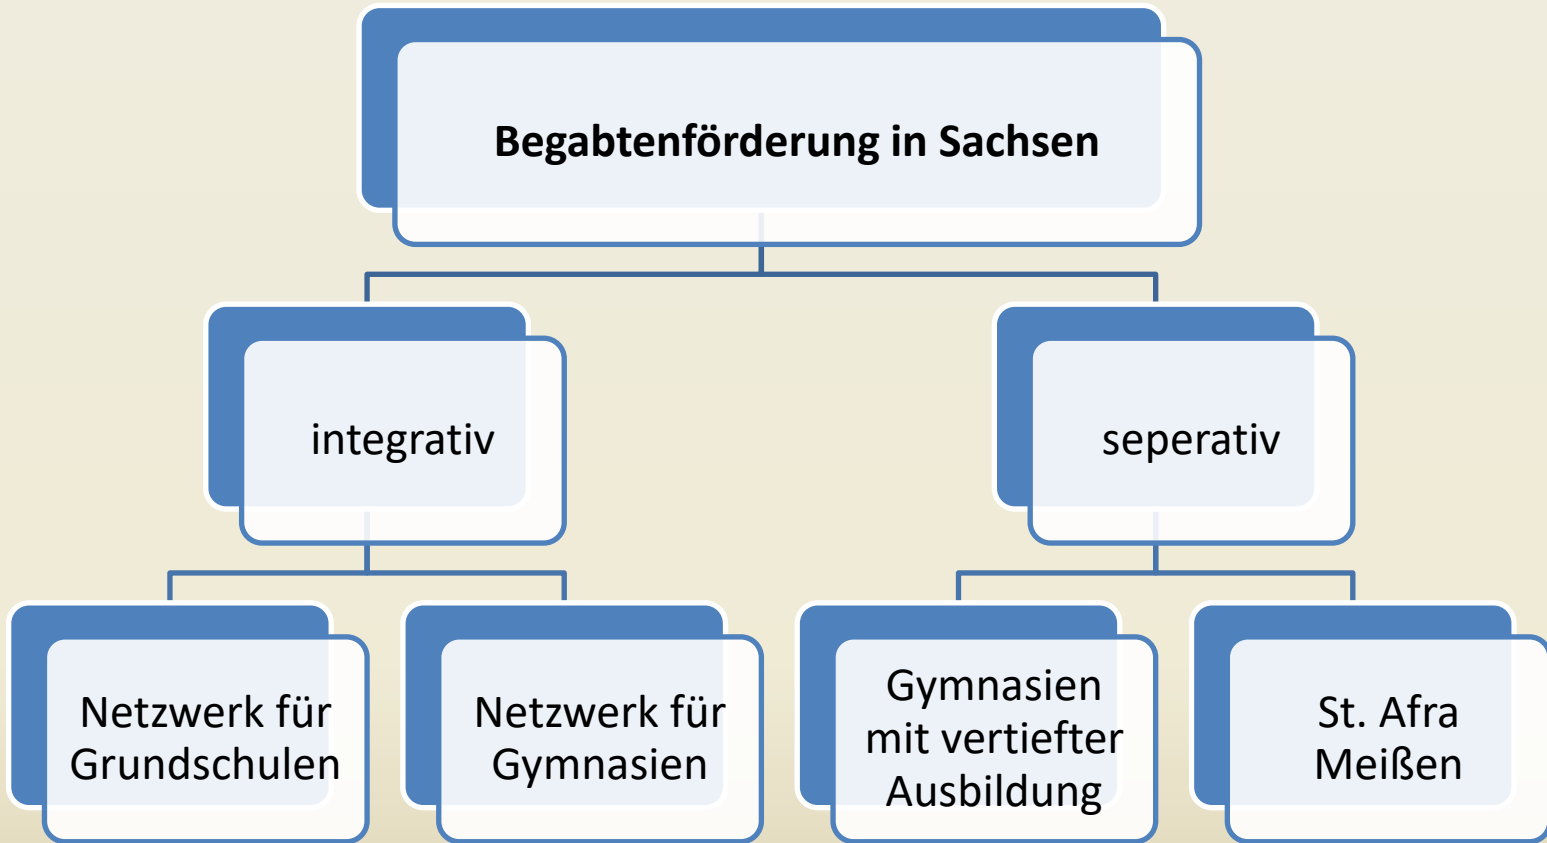 Begabtenförderung in Sachsen
integrativ
seperativ
Netzwerk für
Grundschulen
Netzwerk für
Gymnasien
Gymnasien
mit vertiefter
Ausbildung
St. Afra
Meißen